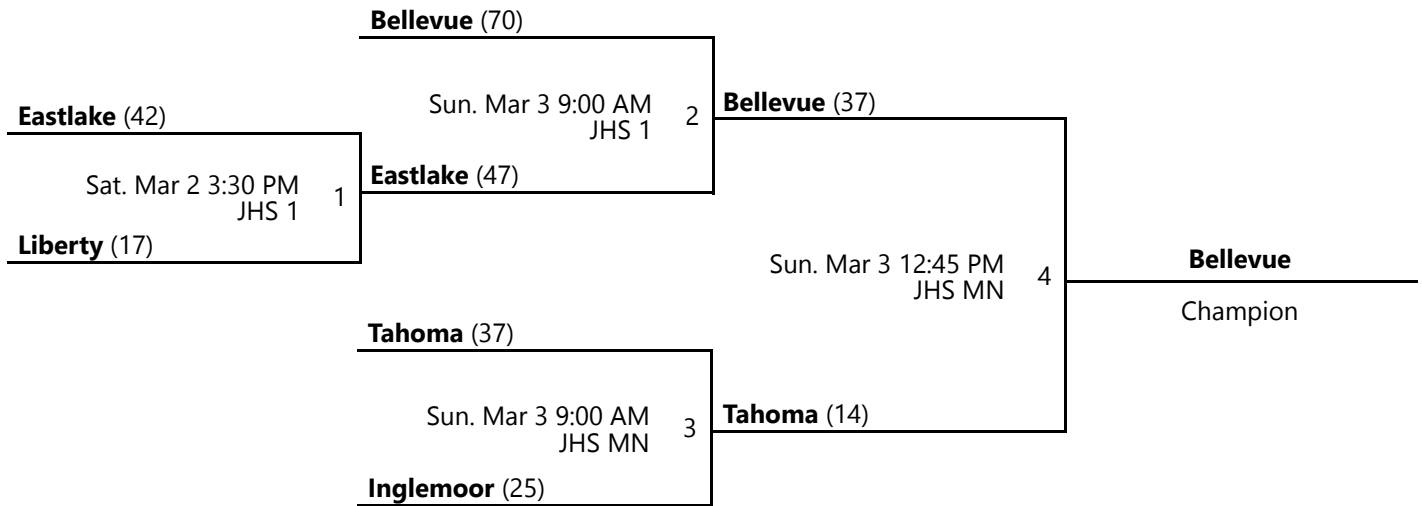 Bellevue (70)
Sun. Mar 3 9:00 AM
JHS 1
2
Bellevue (37)
Eastlake (42)
Sat. Mar 2 3:30 PM
JHS 1
1
Eastlake (47)
Liberty (17)
Sun. Mar 3 12:45 PM
JHS MN
4
Bellevue
Champion
Tahoma (37)
Sun. Mar 3 9:00 AM
JHS MN
3
Tahoma (14)
Inglemoor (25)